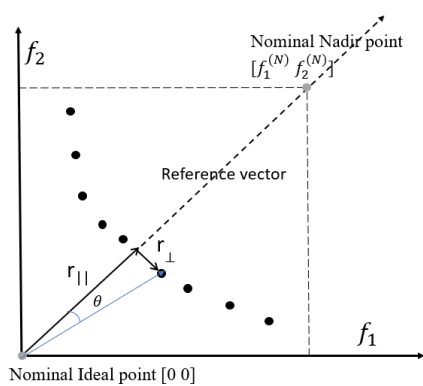 f₂
Nominal Nadir point
[f₁⁽ᴺ⁾ f₂⁽ᴺ⁾]
Reference vector
r⊥
r||
θ
f₁
Nominal Ideal point [0 0]